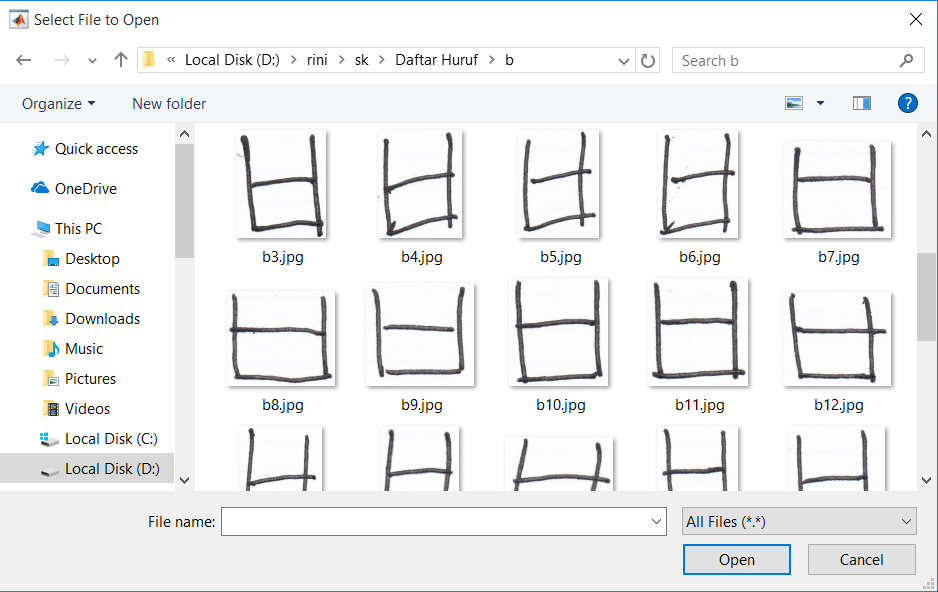 Select File to Open
« Local Disk (D:) > rini > sk > Daftar Huruf > b
Search b
Organize
New folder
?
Quick access
OneDrive
This PC
Desktop
Documents
Downloads
Music
Pictures
Videos
Local Disk (C:)
Local Disk (D:)
ㅂ ㅂ ㅂ ㅂ ㅂ
b3.jpg b4.jpg b5.jpg b6.jpg b7.jpg
ㅂ ㅂ ㅂ ㅂ ㅂ
b8.jpg b9.jpg b10.jpg b11.jpg b12.jpg
File name:
All Files (*.*)
Open
Cancel